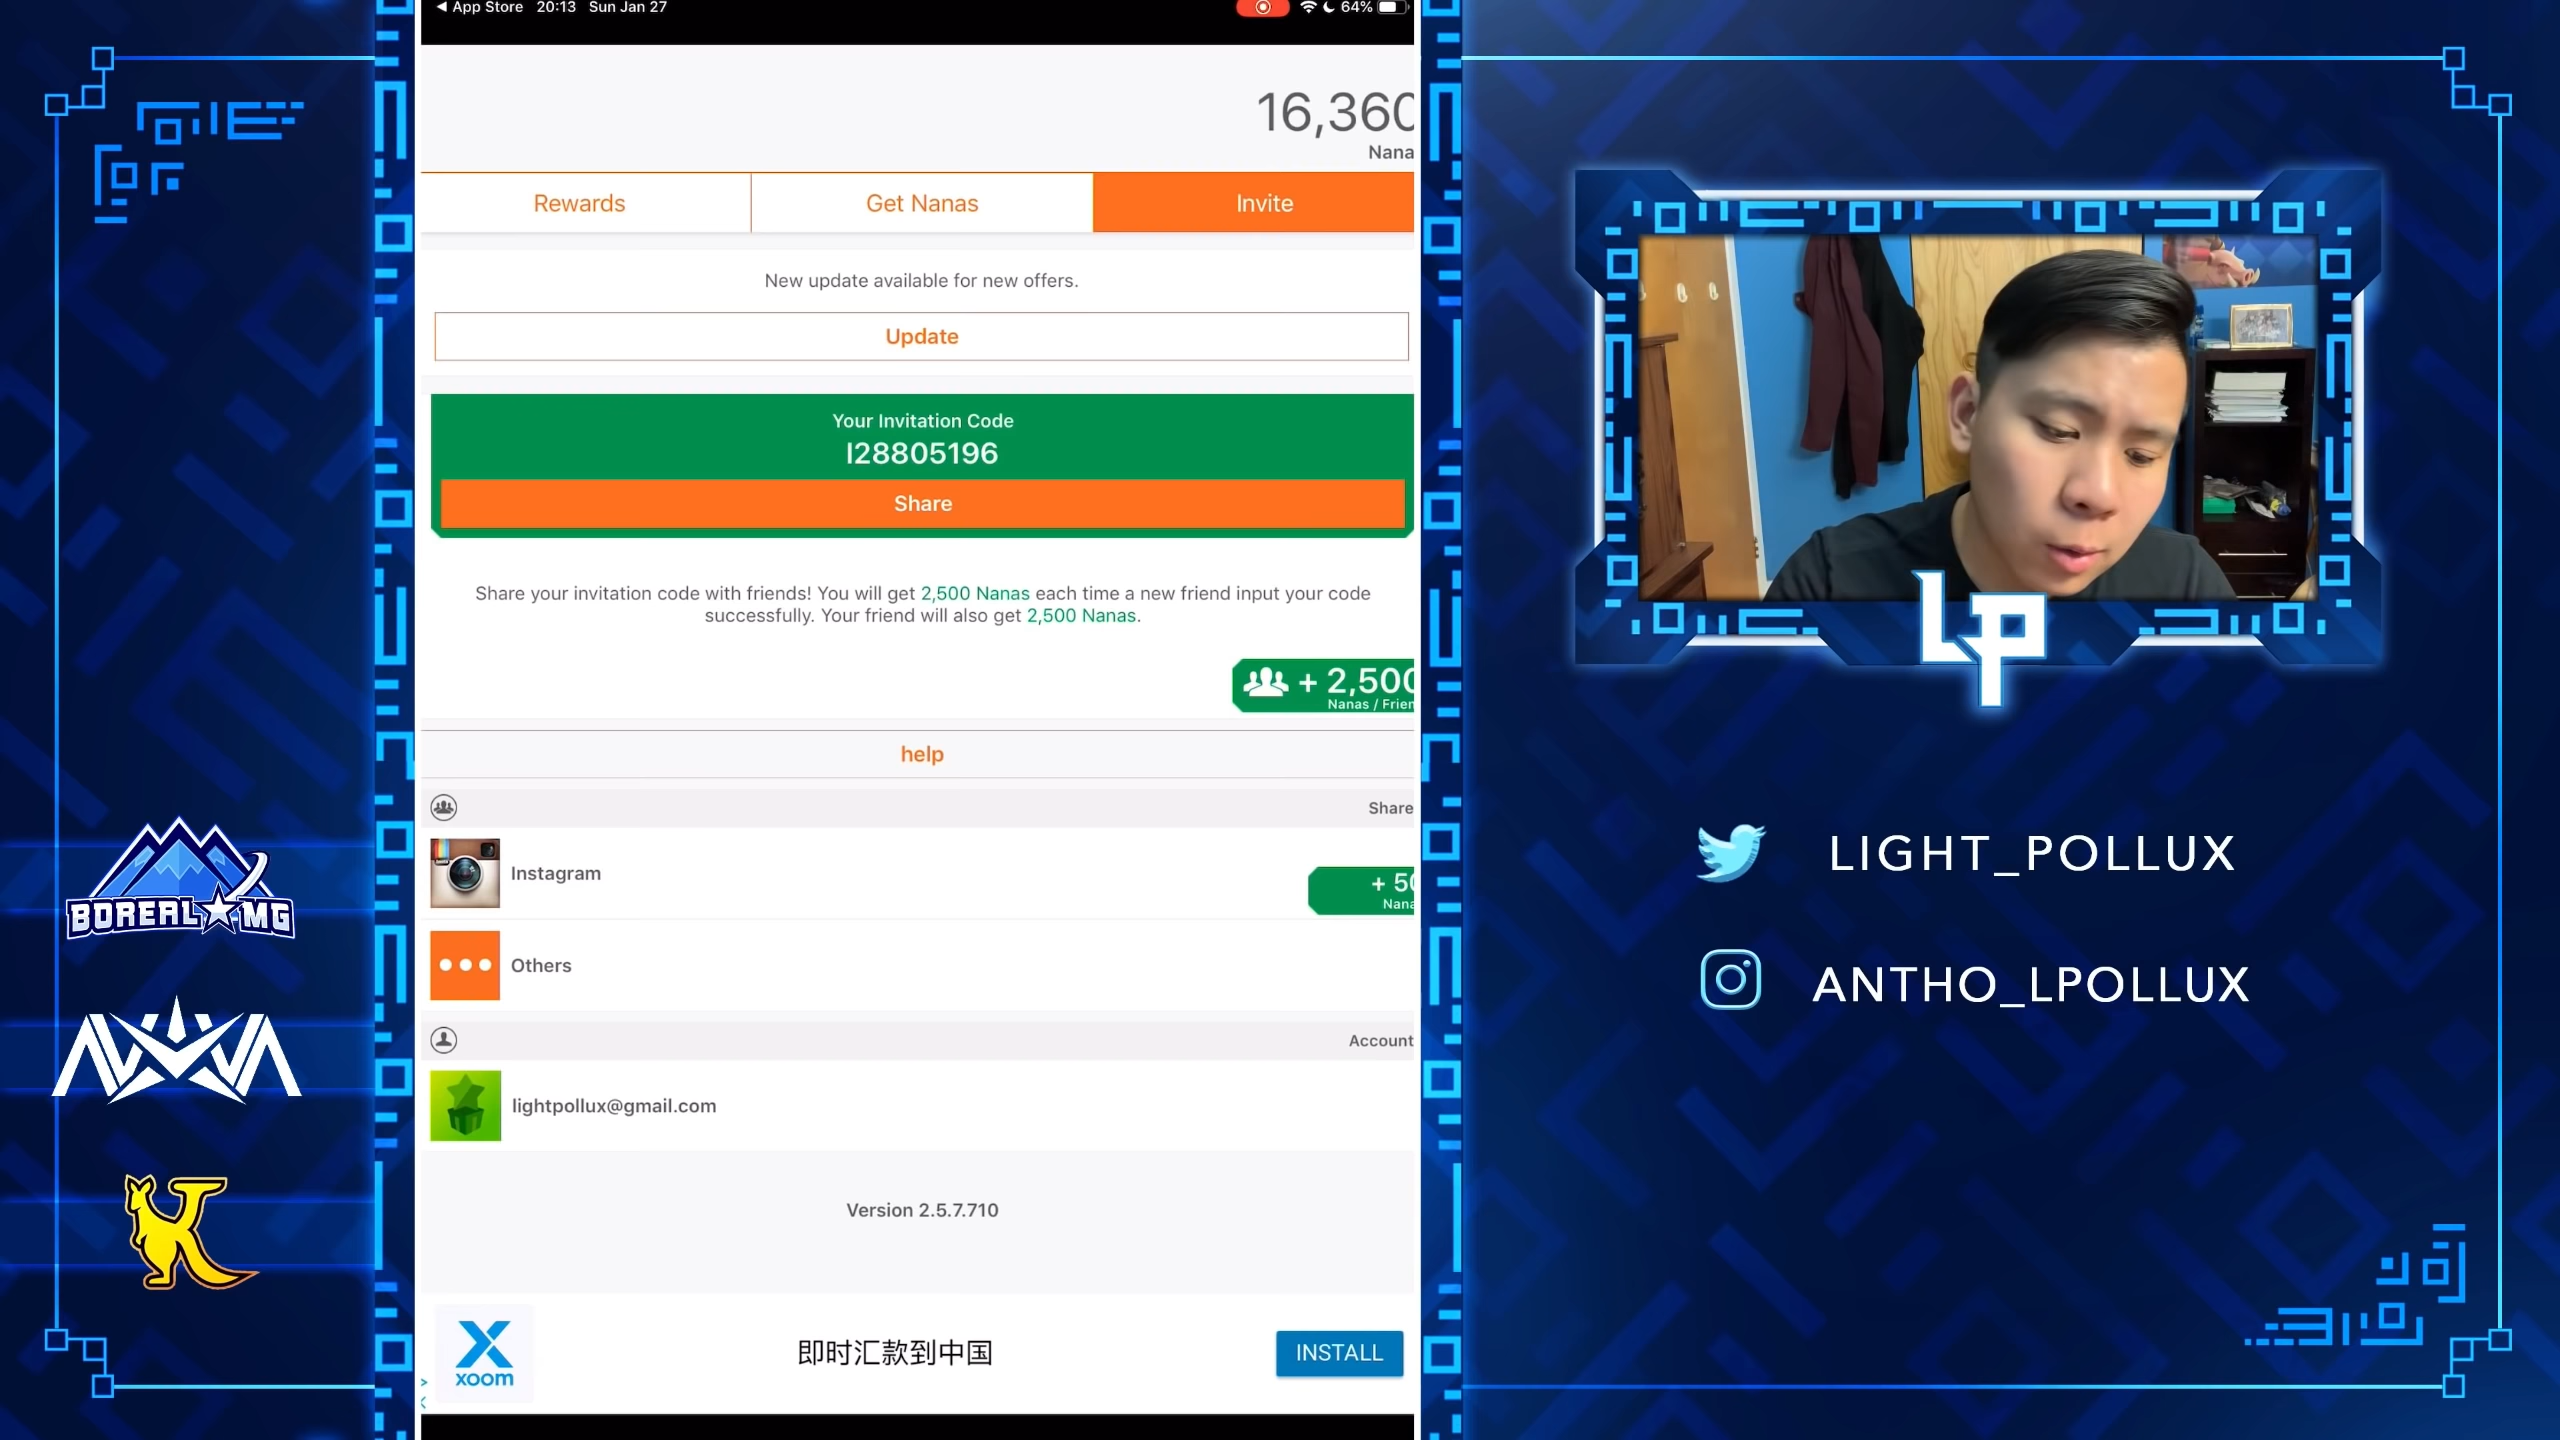 App Store 20:13 Sun Jan 27
64%
16,360
Nana
Rewards
Get Nanas
Invite
New update available for new offers.
Update
Your Invitation Code
I28805196
Share
Share your invitation code with friends! You will get 2,500 Nanas each time a new friend input your code
successfully. Your friend will also get 2,500 Nanas.
+ 2,500
Nanas / Frien
help
Share
Instagram
+ 50
Nana
Others
Account
lightpollux@gmail.com
Version 2.5.7.710
xoom
即时汇款到中国
INSTALL
BOREAL MG
NOVA
K
LP
LIGHT_POLLUX
ANTHO_LPOLLUX